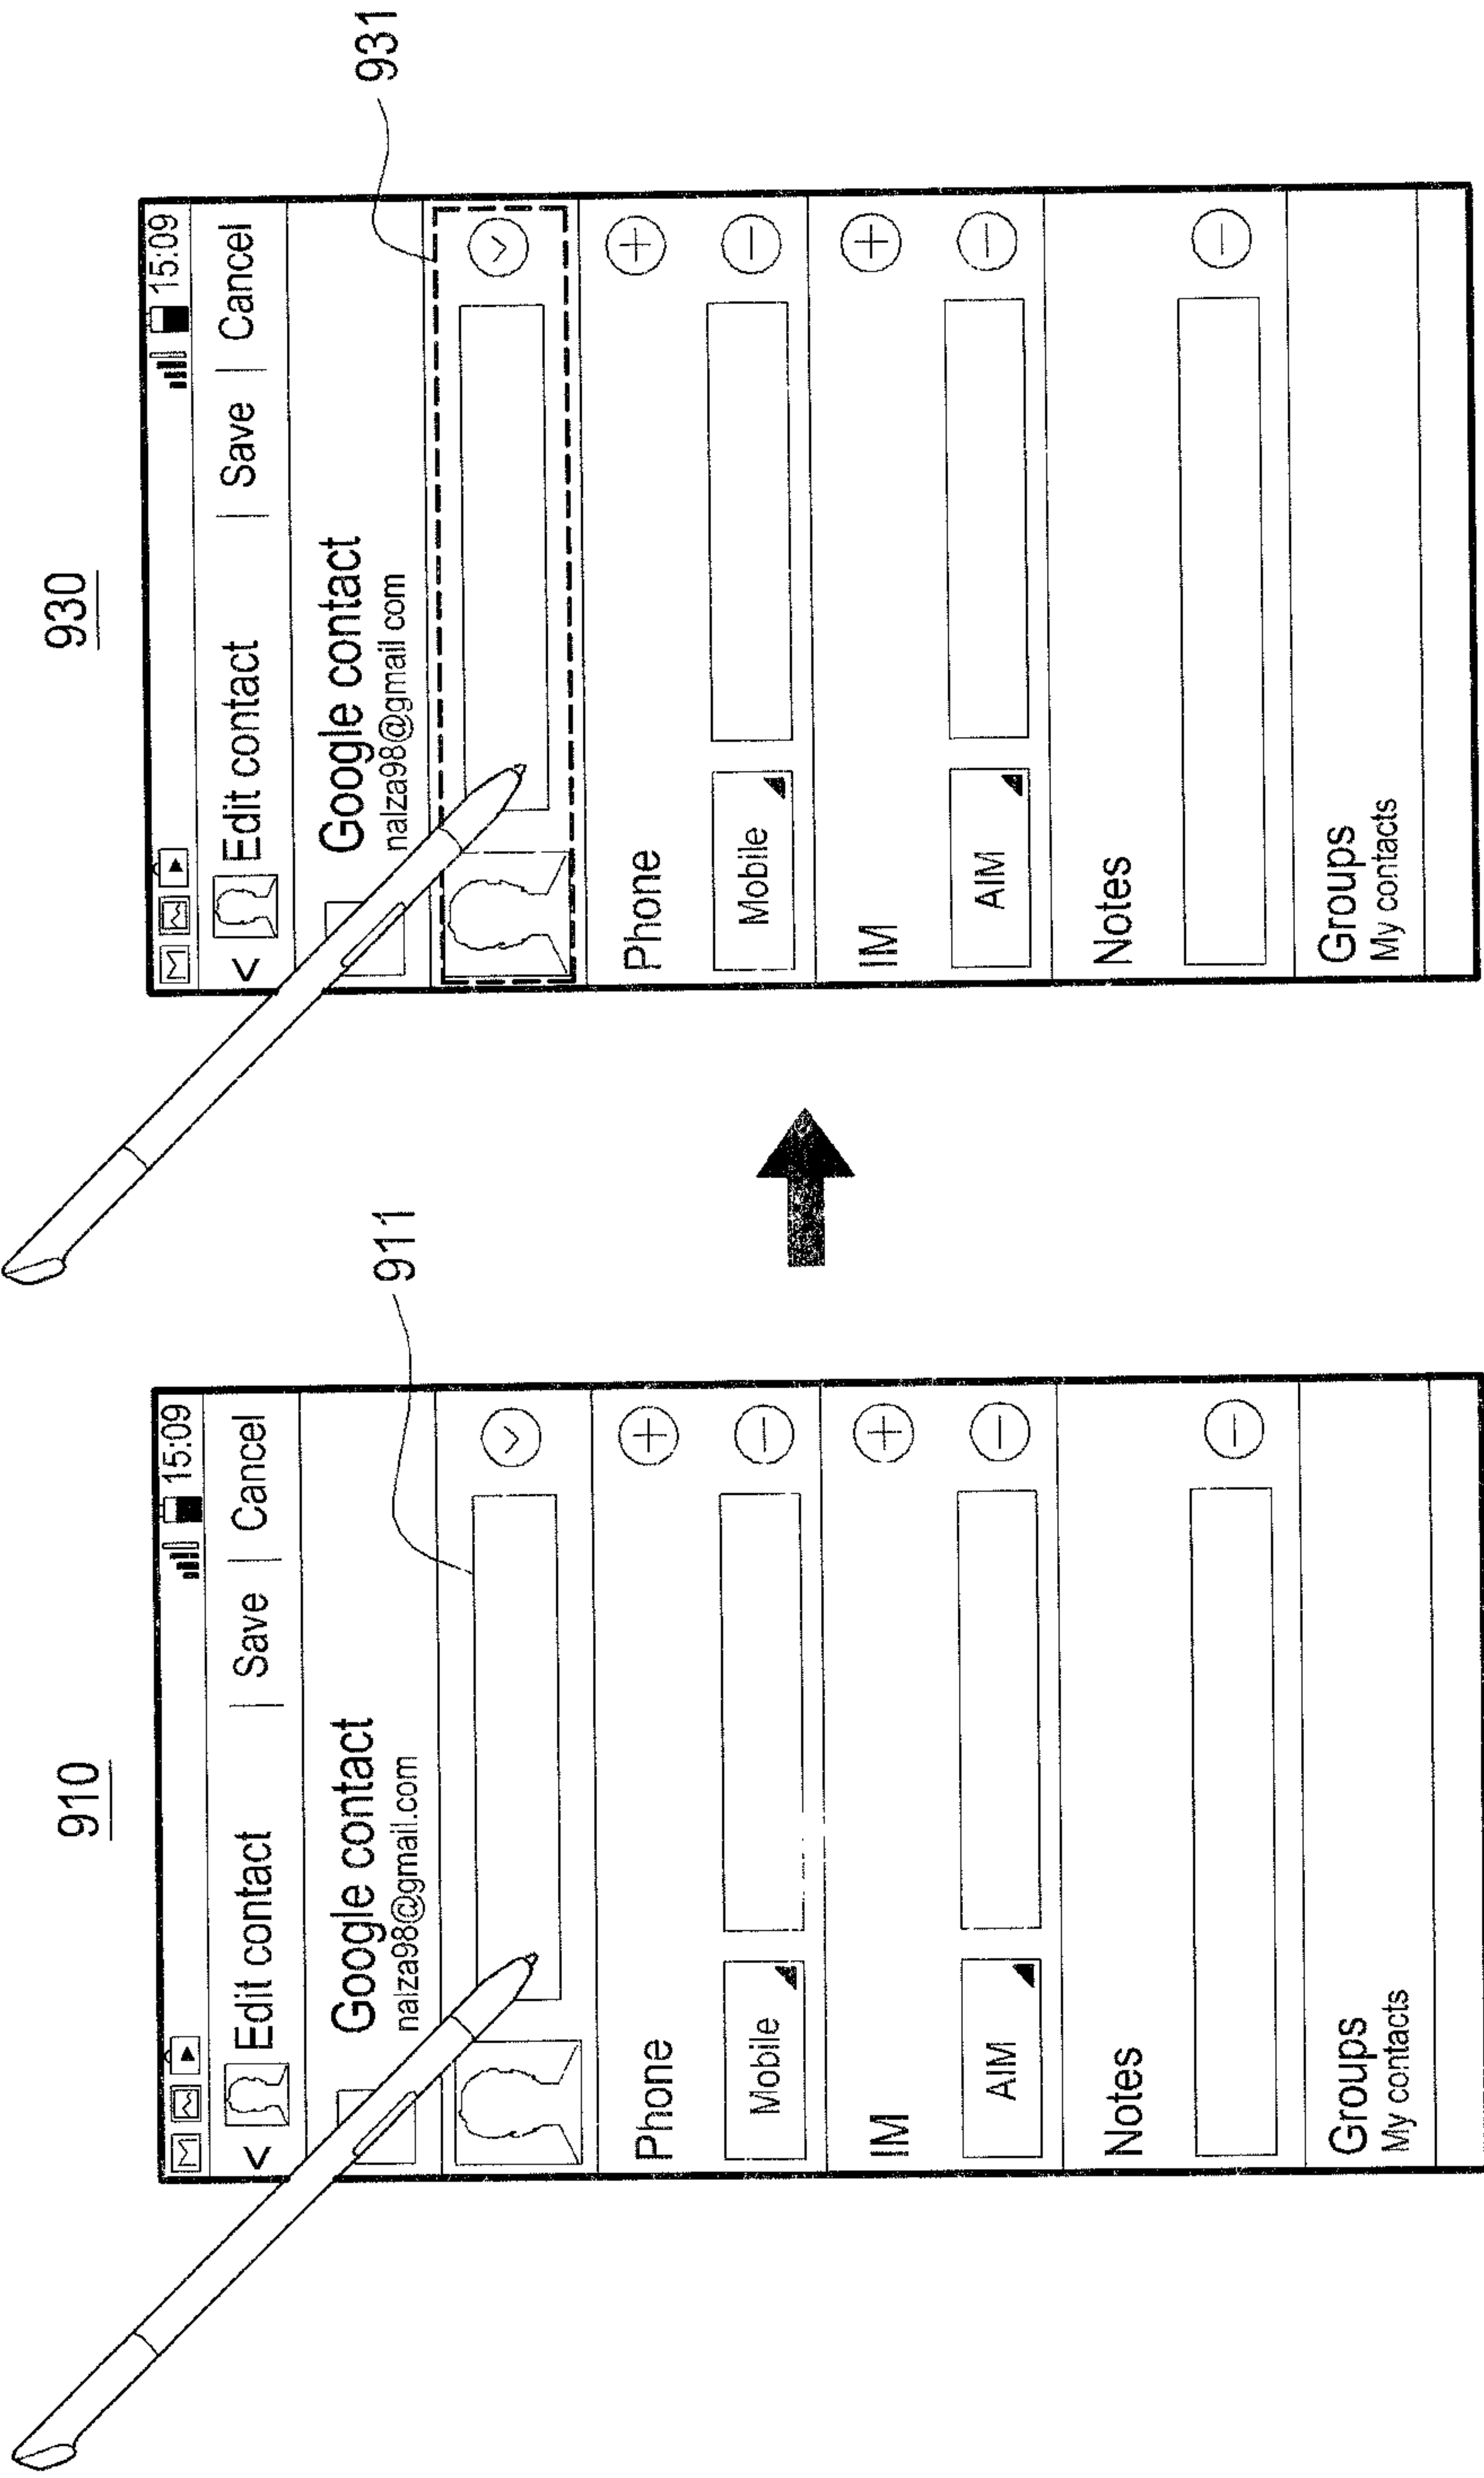 910
15:09
< Edit contact | Save | Cancel
Google contact
nalza98@gmail.com
911
Phone
Mobile
IM
AIM
Notes
Groups
My contacts
930
15:09
< Edit contact | Save | Cancel
Google contact
nalza98@gmail com
931
Phone
Mobile
IM
AIM
Notes
Groups
My contacts